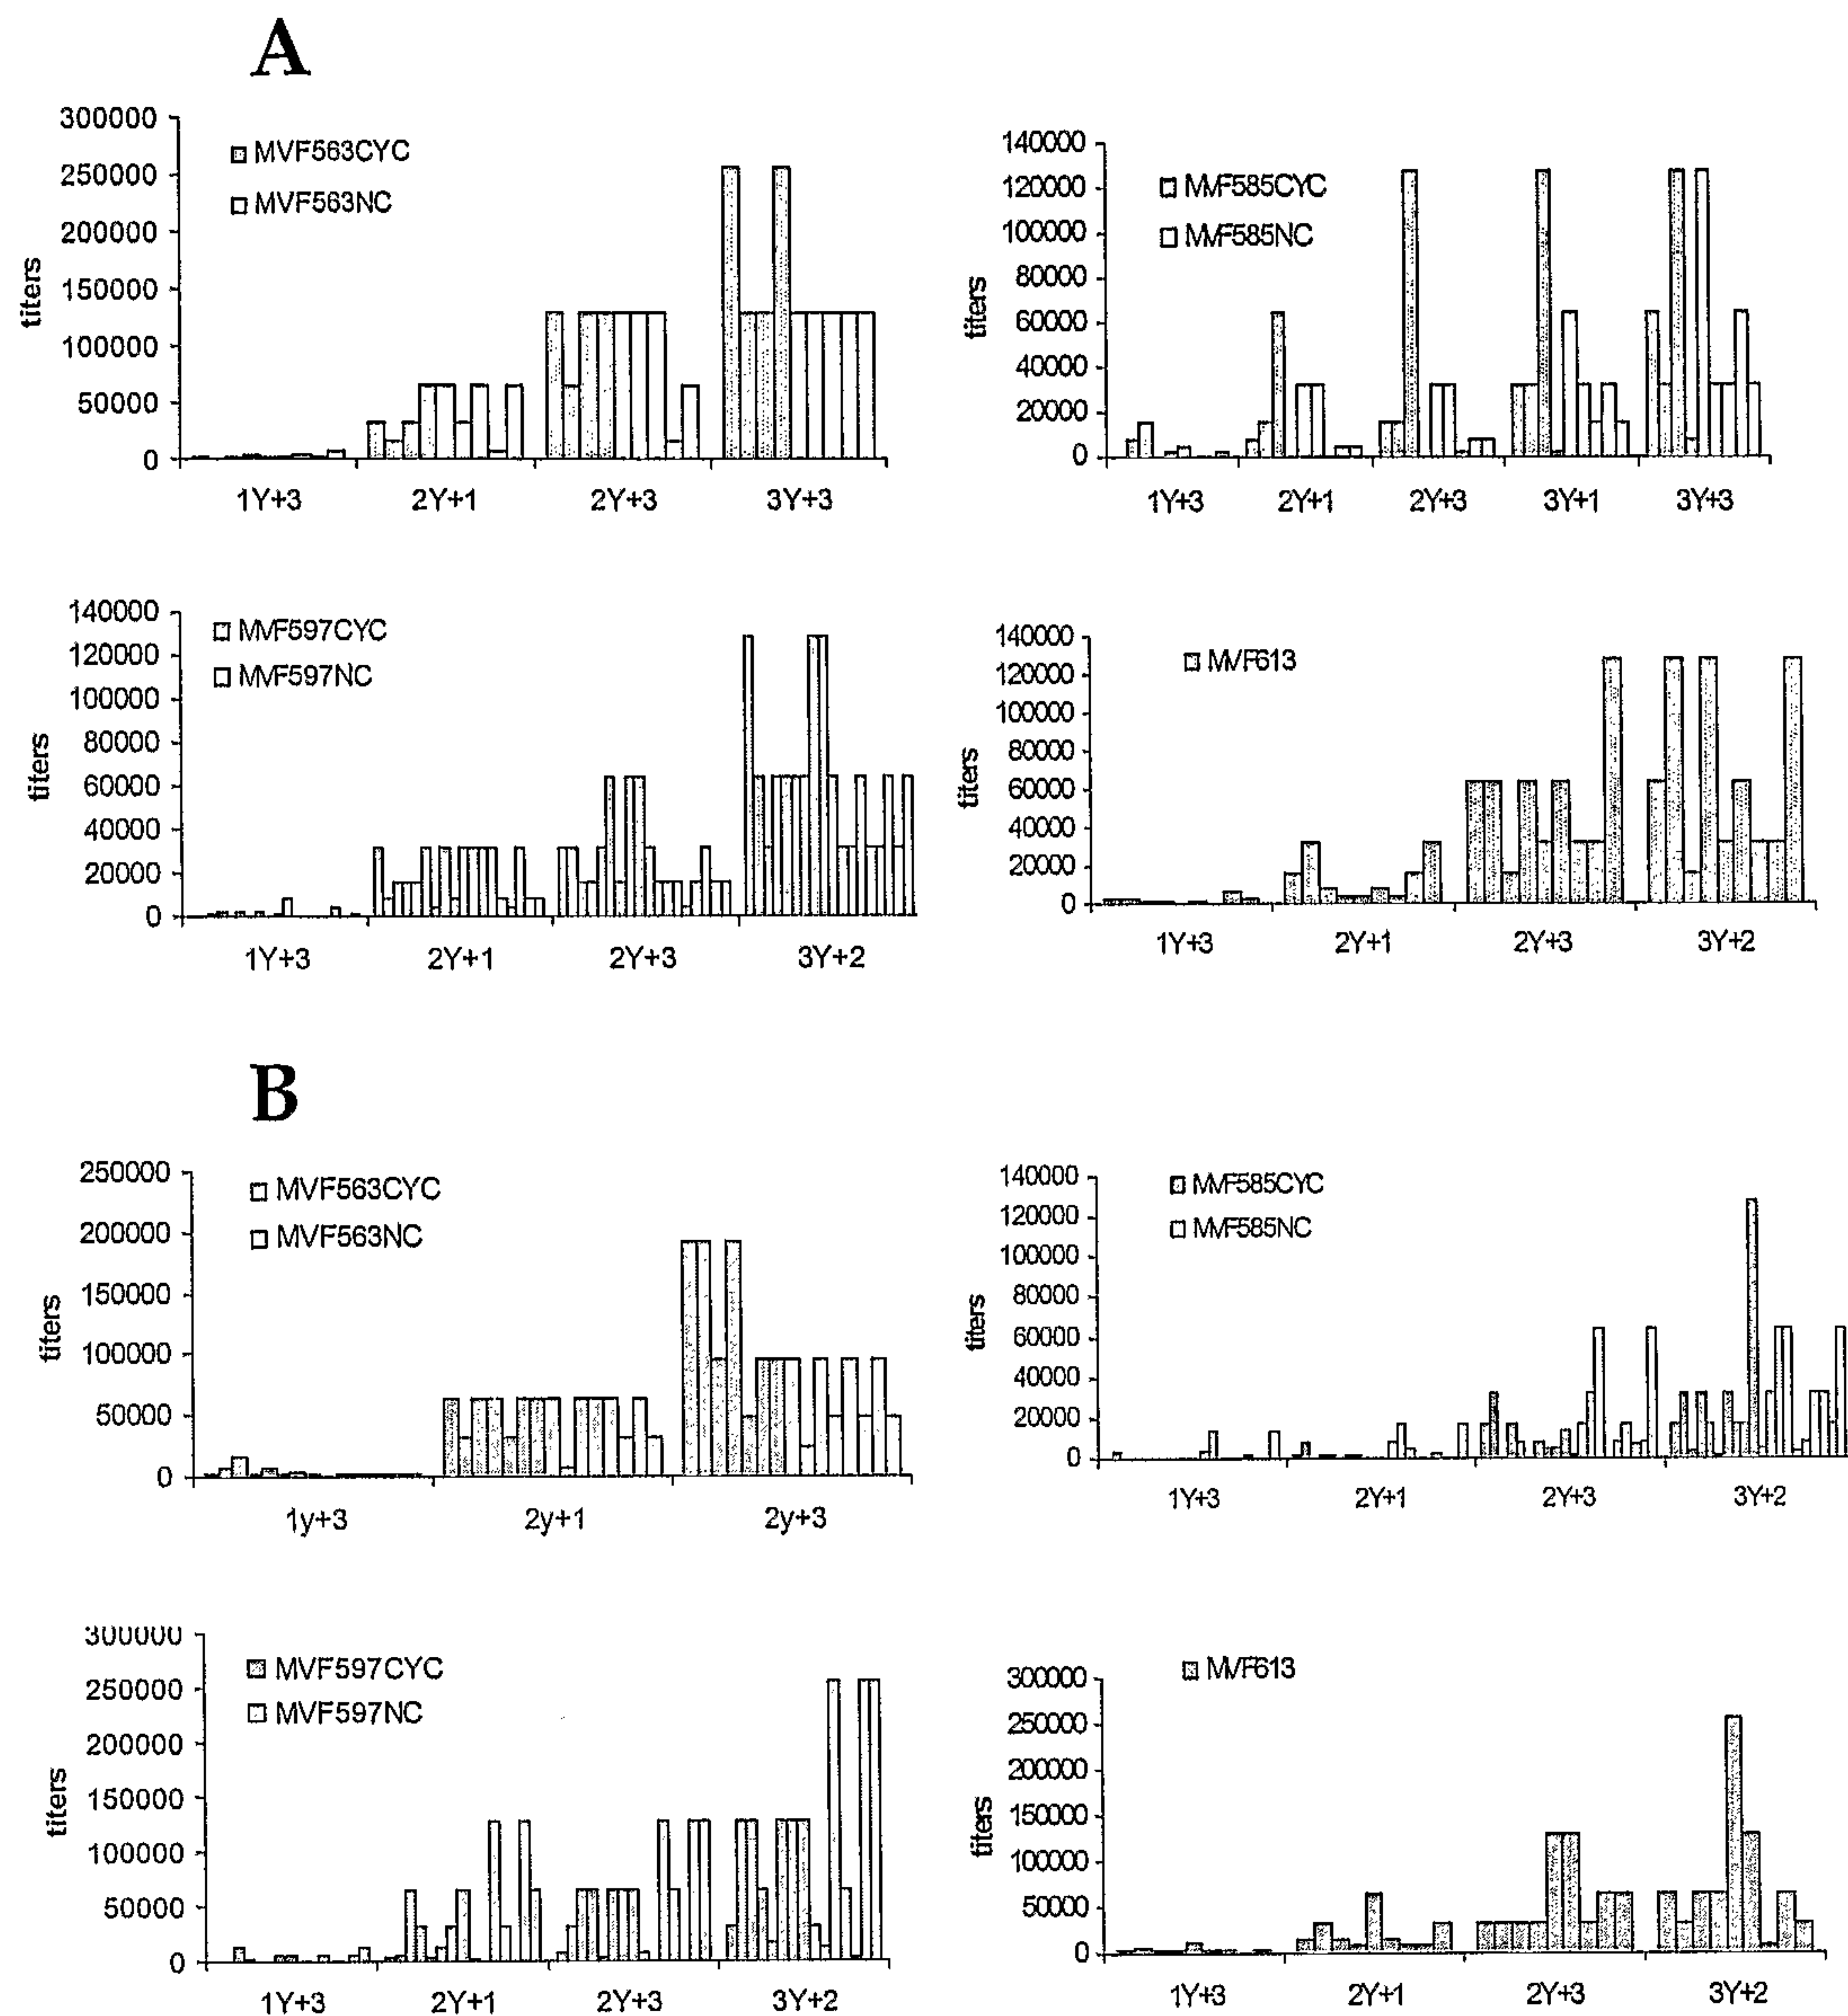 A
300000
250000
200000
150000
100000
50000
0
titers
MVF563CYC
MVF563NC
1Y+3 2Y+1 2Y+3 3Y+3
140000
120000
100000
80000
60000
40000
20000
0
titers
MVF585CYC
MVF585NC
1Y+3 2Y+1 2Y+3 3Y+1 3Y+3
140000
120000
100000
80000
60000
40000
20000
0
titers
MVF597CYC
MVF597NC
1Y+3 2Y+1 2Y+3 3Y+2
140000
120000
100000
80000
60000
40000
20000
0
titers
MVF613
1Y+3 2Y+1 2Y+3 3Y+2
B
250000
200000
150000
100000
50000
0
titers
MVF563CYC
MVF563NC
1y+3 2y+1 2y+3
140000
120000
100000
80000
60000
40000
20000
0
titers
MVF585CYC
MVF585NC
1Y+3 2Y+1 2Y+3 3Y+2
300000
250000
200000
150000
100000
50000
0
titers
MVF597CYC
MVF597NC
1Y+3 2Y+1 2Y+3 3Y+2
300000
250000
200000
150000
100000
50000
0
titers
MVF613
1Y+3 2Y+1 2Y+3 3Y+2